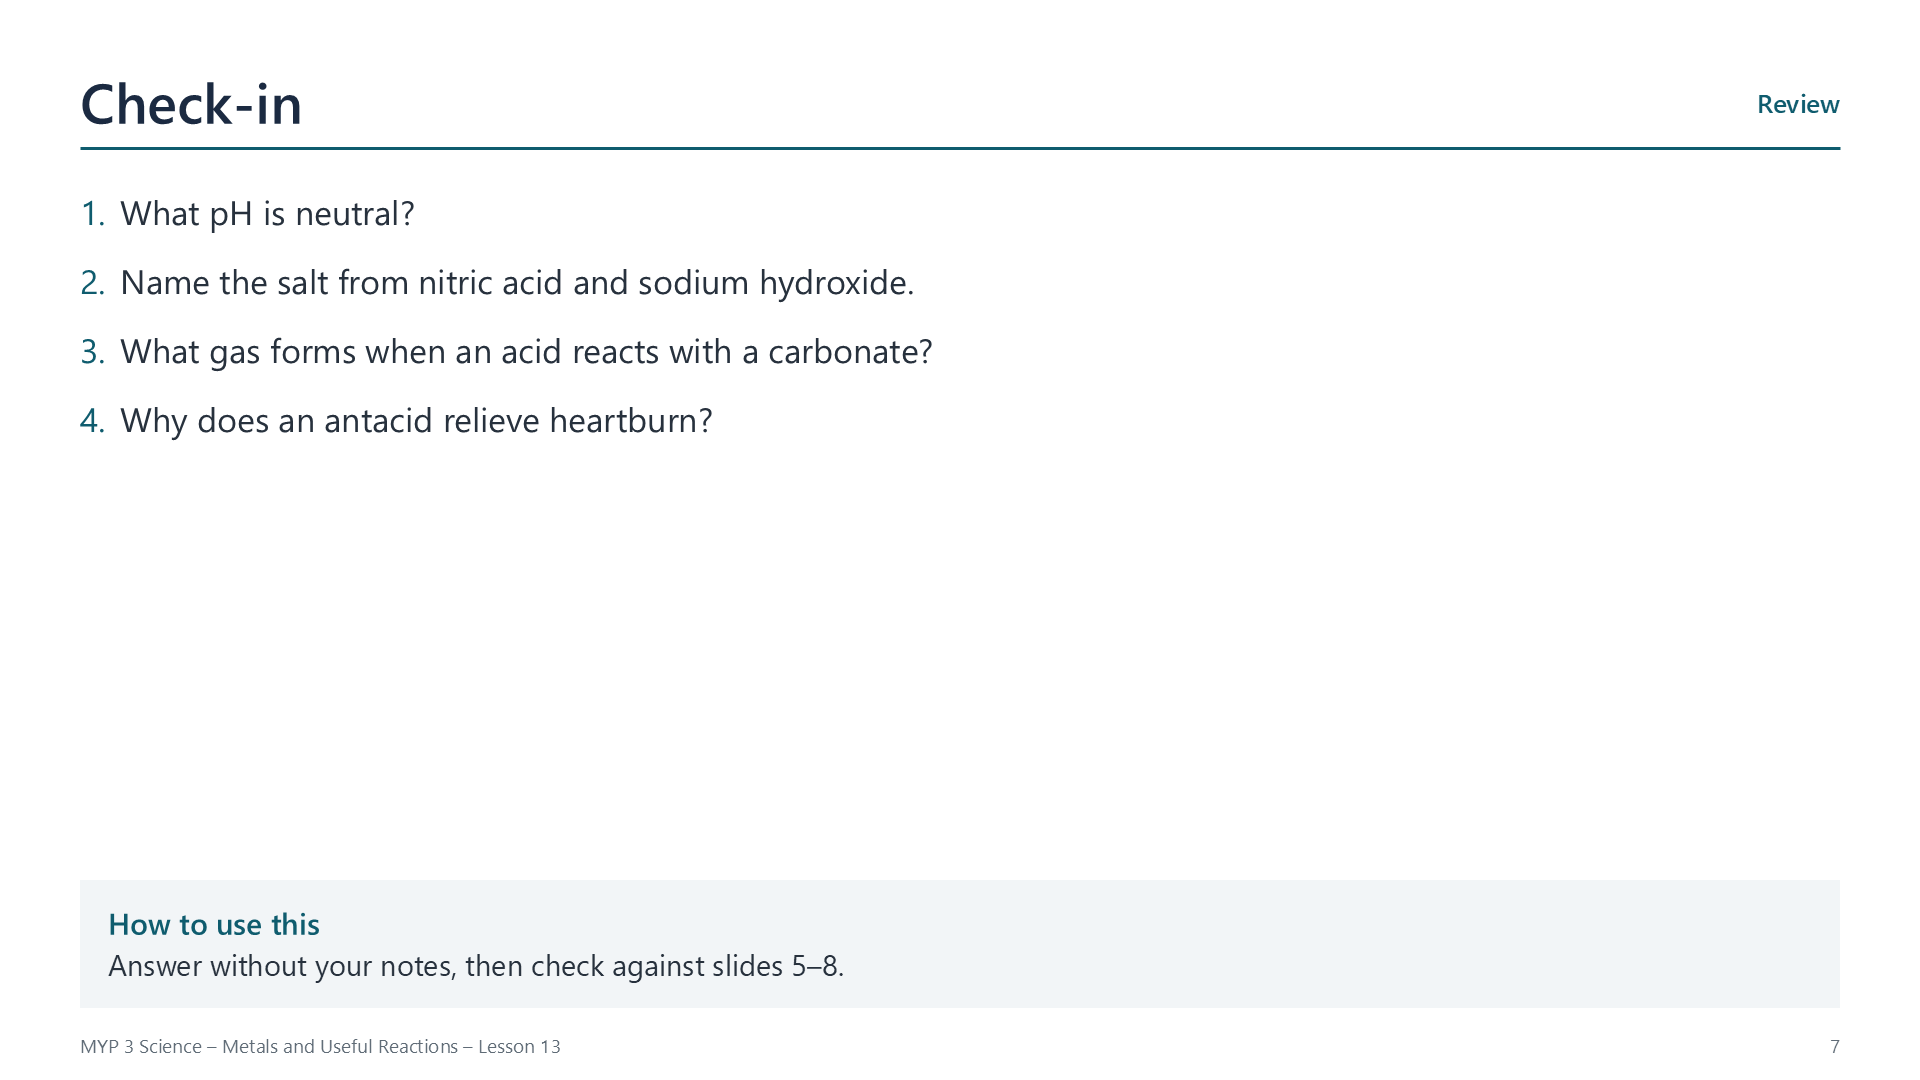 Check-in
Review
1. What pH is neutral?
2. Name the salt from nitric acid and sodium hydroxide.
3. What gas forms when an acid reacts with a carbonate?
4. Why does an antacid relieve heartburn?
How to use this
Answer without your notes, then check against slides 5–8.
MYP 3 Science – Metals and Useful Reactions – Lesson 13
7